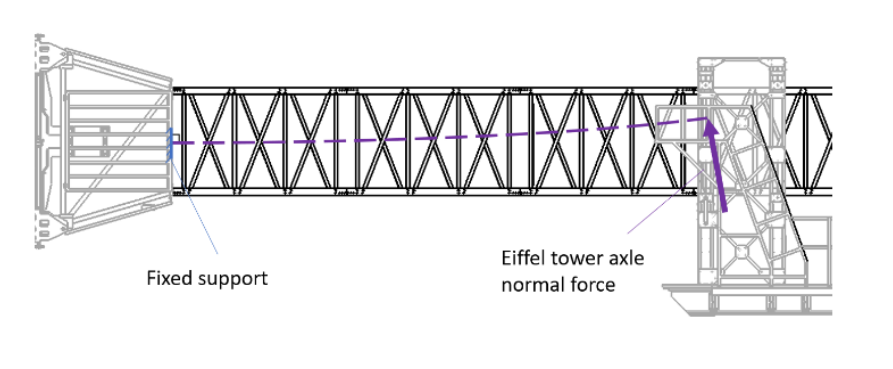 Fixed support
Eiffel tower axle
normal force